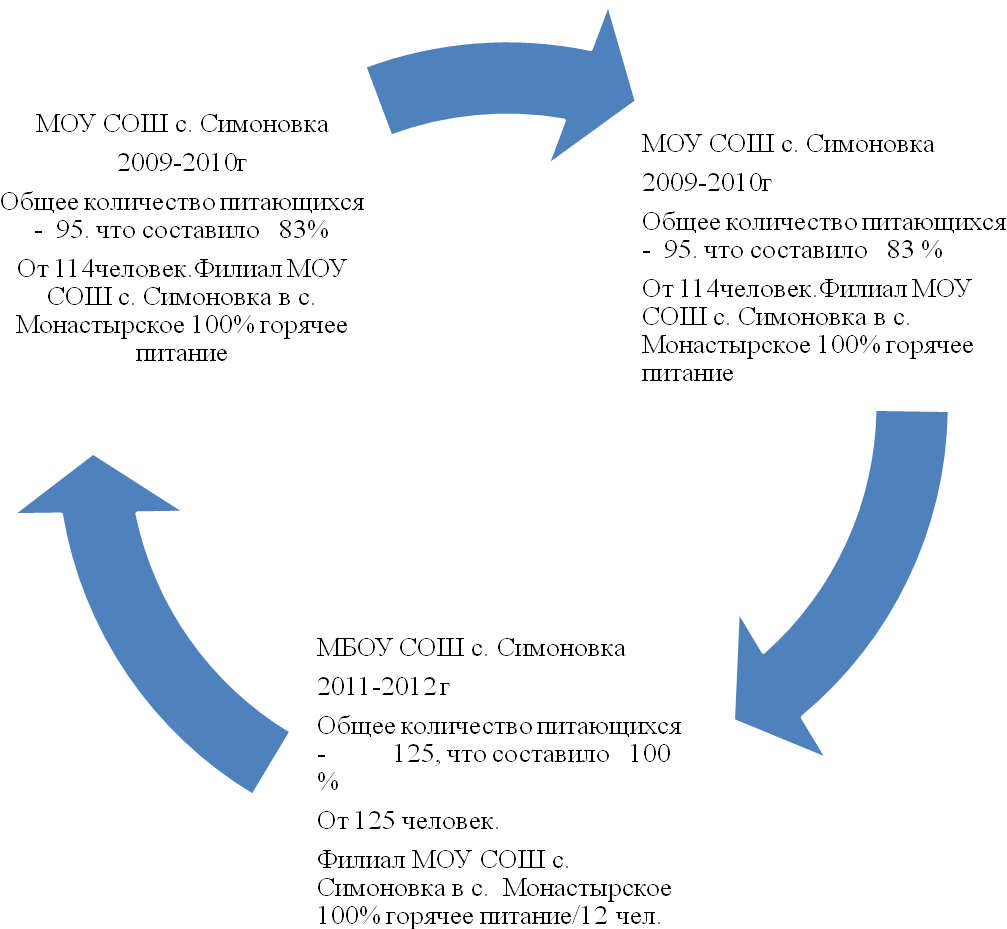 МОУ СОШ с. Симоновка
2009-2010г
Общее количество питающихся
- 95. что составило 83%
От 114человек.Филиал МОУ
СОШ с. Симоновка в с.
Монастырское 100% горячее
питание
МОУ СОШ с. Симоновка
2009-2010г
Общее количество питающихся
- 95. что составило 83 %
От 114человек.Филиал МОУ
СОШ с. Симоновка в с.
Монастырское 100% горячее
питание
МБОУ СОШ с. Симоновка
2011-2012г
Общее количество питающихся
- 125, что составило 100
%
От 125 человек.
Филиал МОУ СОШ с.
Симоновка в с. Монастырское
100% горячее питание/12 чел.